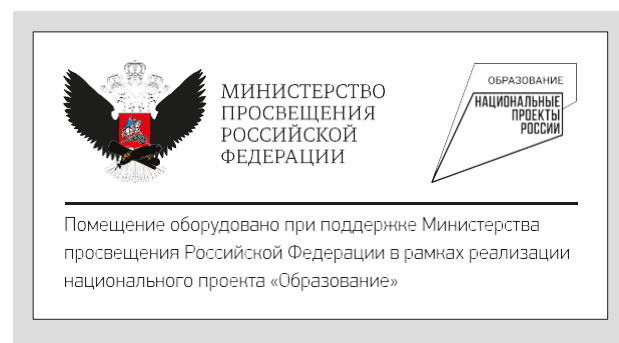 МИНИСТЕРСТВО
ПРОСВЕЩЕНИЯ
РОССИЙСКОЙ
ФЕДЕРАЦИИ
ОБРАЗОВАНИЕ
НАЦИОНАЛЬНЫЕ
ПРОЕКТЫ
РОССИИ
Помещение оборудовано при поддержке Министерства
просвещения Российской Федерации в рамках реализации
национального проекта «Образование»